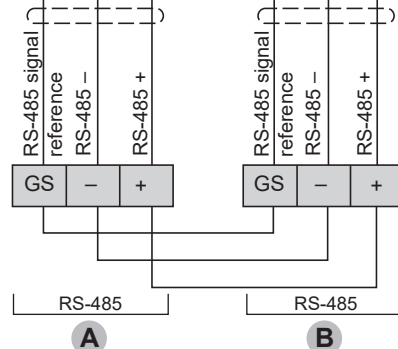 RS-485 signal
reference
RS-485 –
RS-485 +
RS-485 signal
reference
RS-485 –
RS-485 +
GS – +
GS – +
RS-485
RS-485
A
B